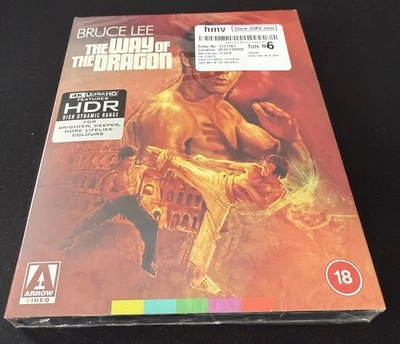 BRUCE LEE
THE WAY OF
THE DRAGON
hmv
Store.HMV.com
Tote №6
4K ULTRA HD
FEATURES
HDR
HIGH DYNAMIC RANGE
FOR
BRIGHTER, DEEPER,
MORE LIFELIKE
COLOURS
ARROW
VIDEO
18